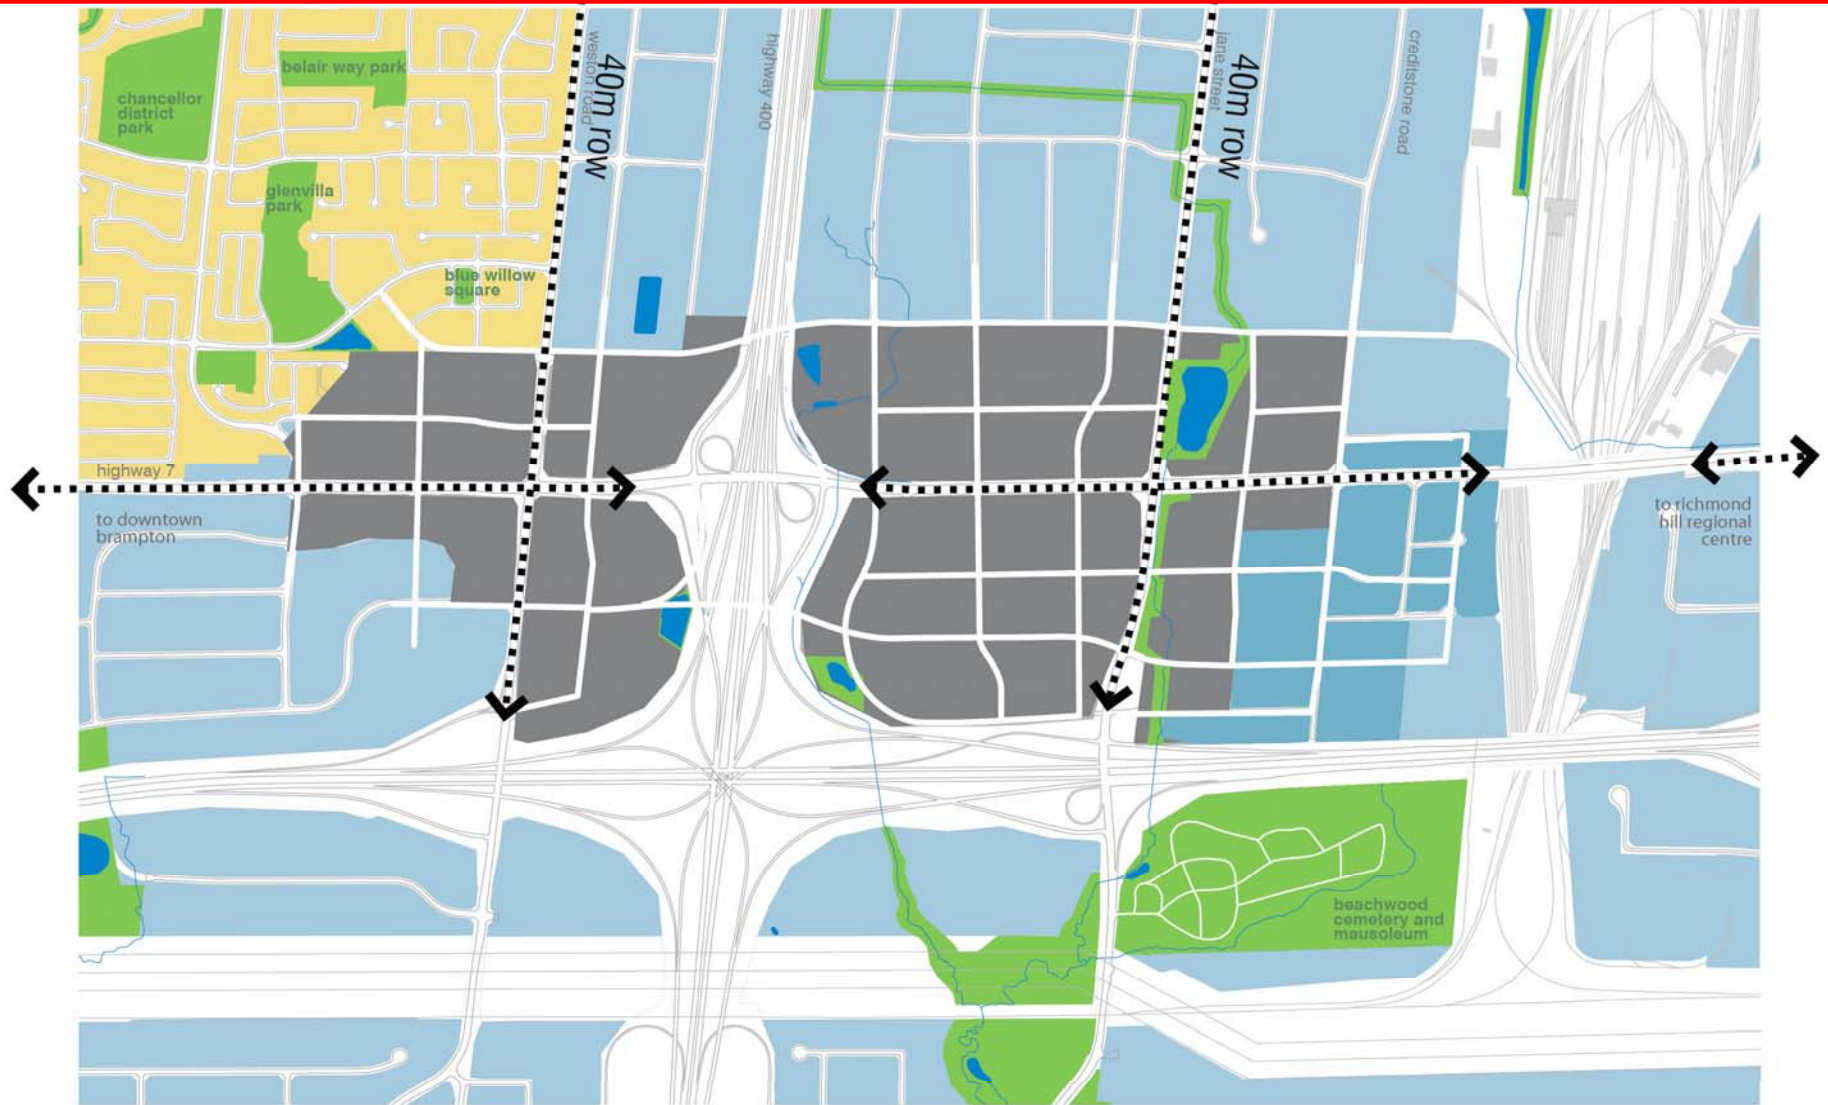 belair way park
chancellor
district
park
glenvilla
park
blue willow
square
weston road
40m row
highway 400
jane street
40m row
creditstone road
highway 7
to downtown
brampton
to richmond
hill regional
centre
beachwood
cemetery and
mausoleum